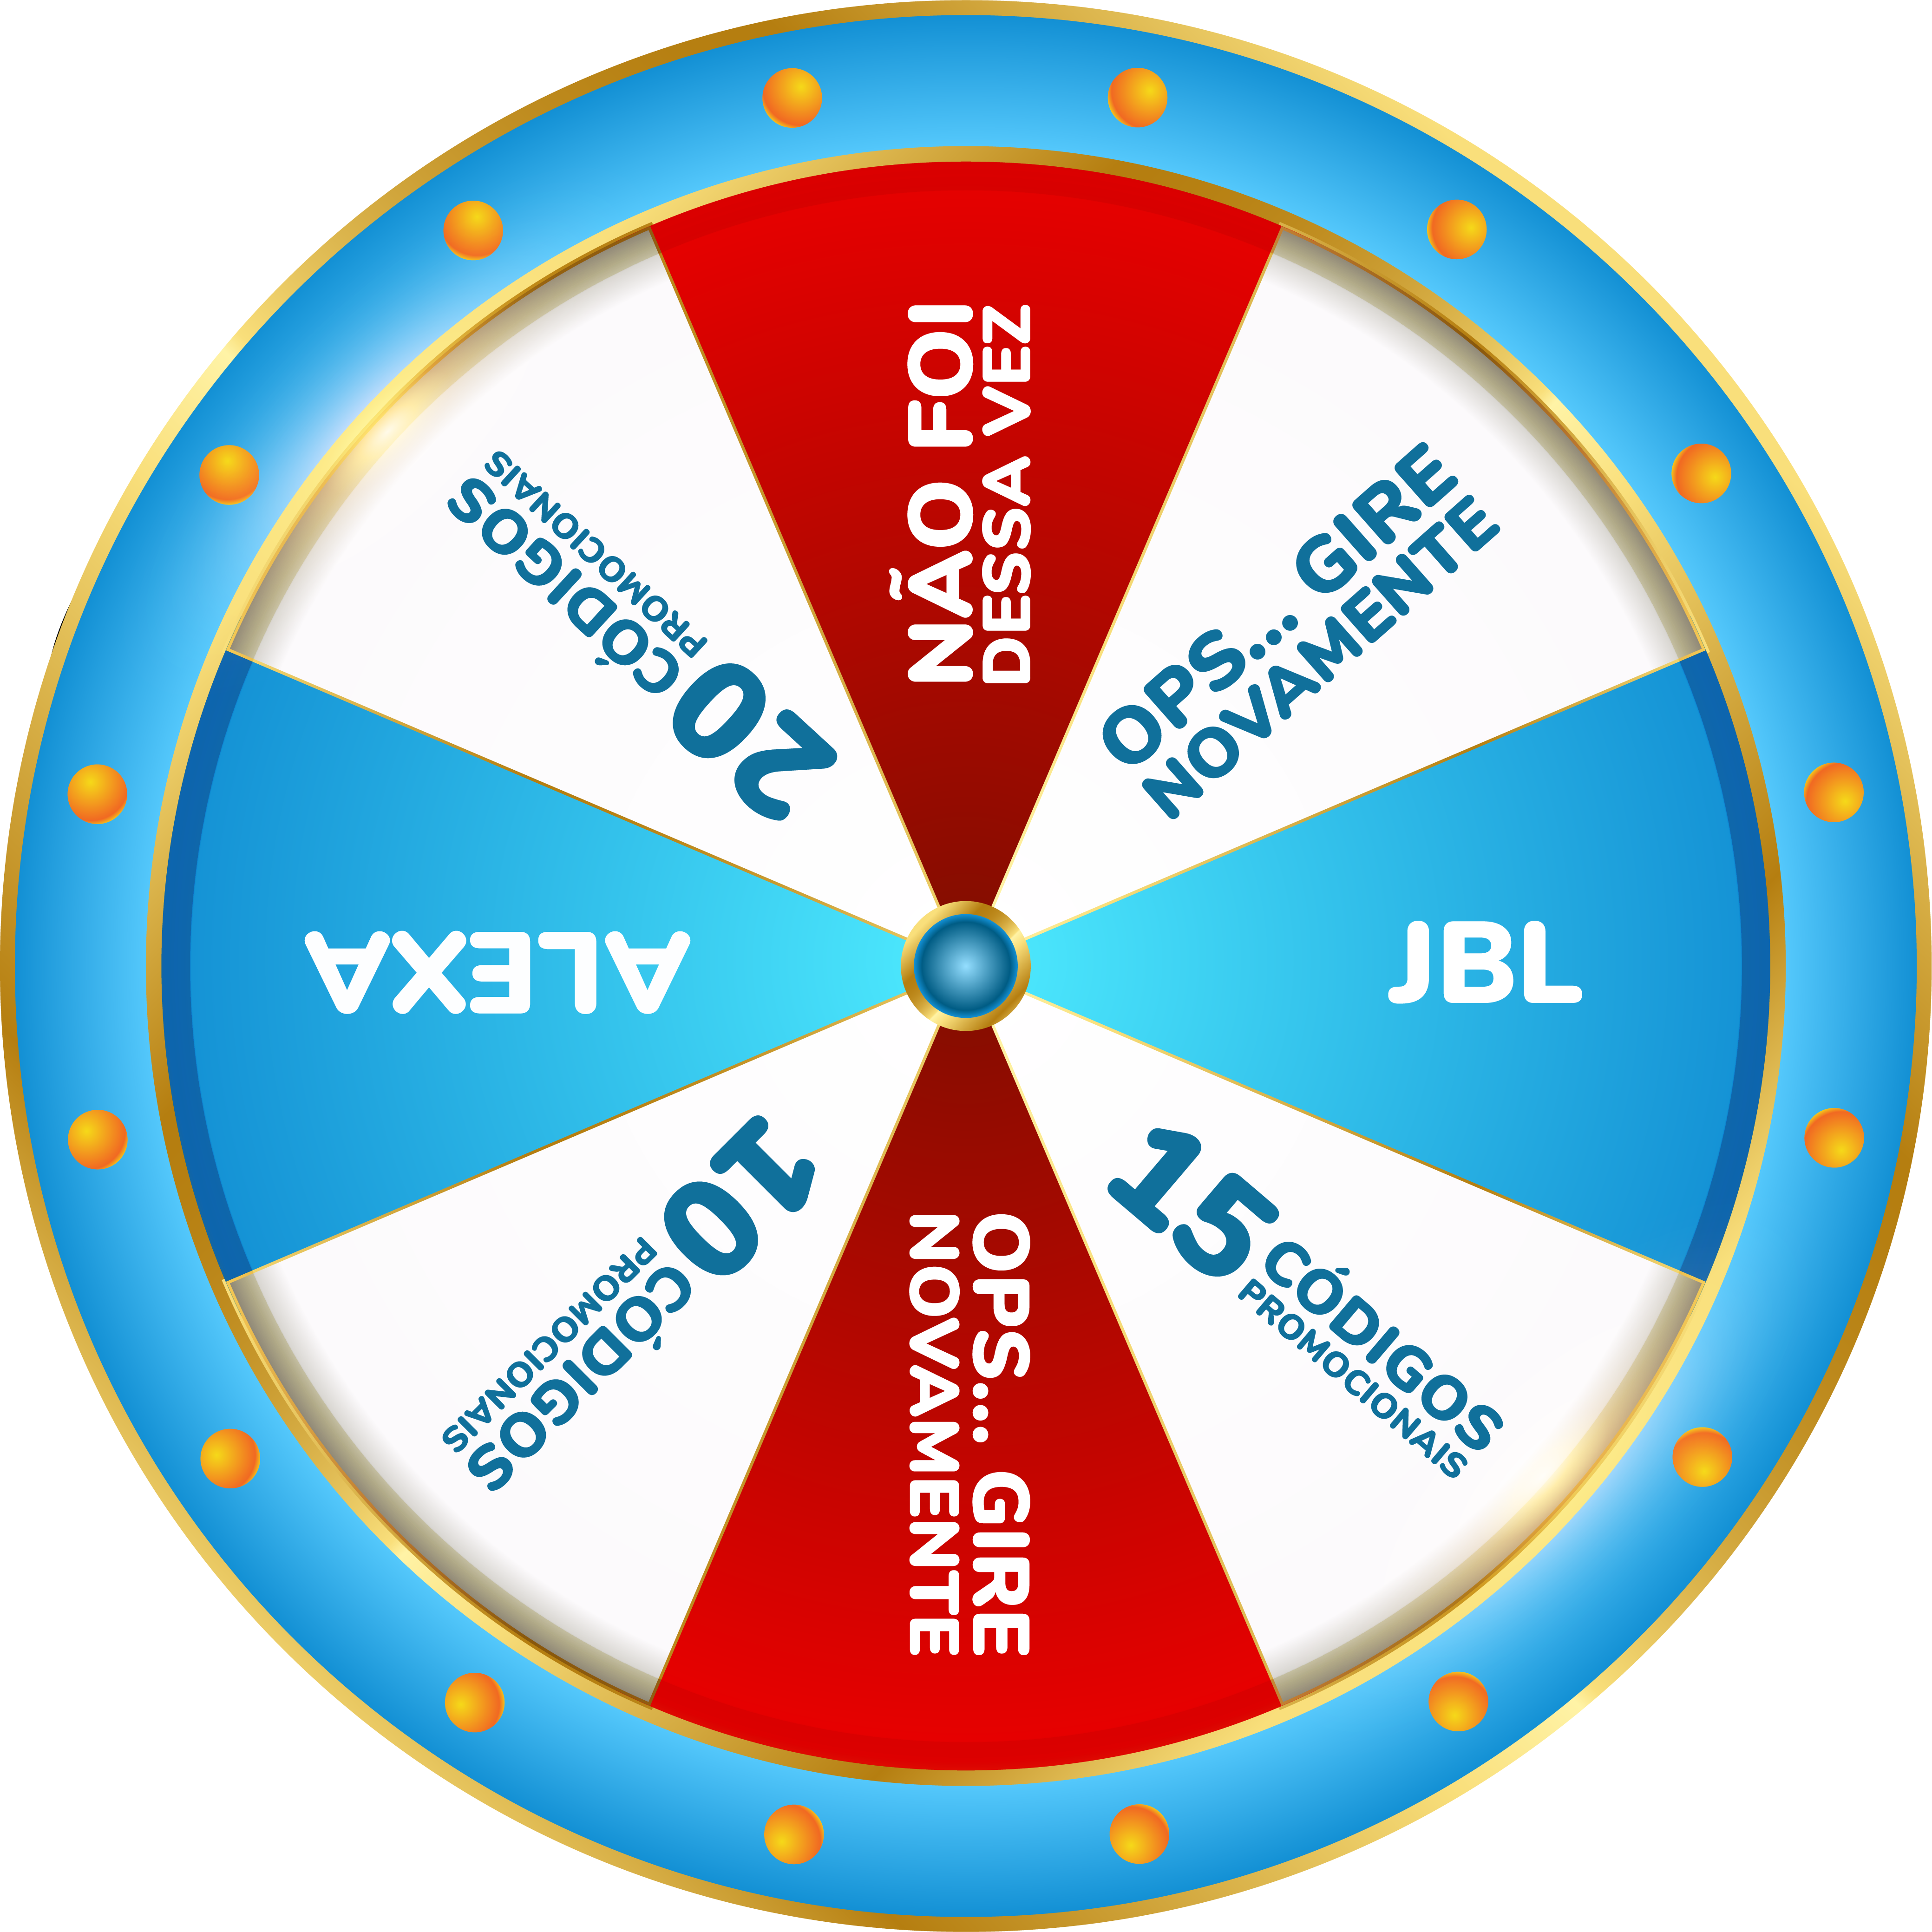 NÃO FOI
DESSA VEZ
OPS... GIRE
NOVAMENTE
JBL
15 CÓDIGOS
PROMOCIONAIS
OPS... GIRE
NOVAMENTE
10 CÓDIGOS
PROMOCIONAIS
ALEXA
20 CÓDIGOS
PROMOCIONAIS